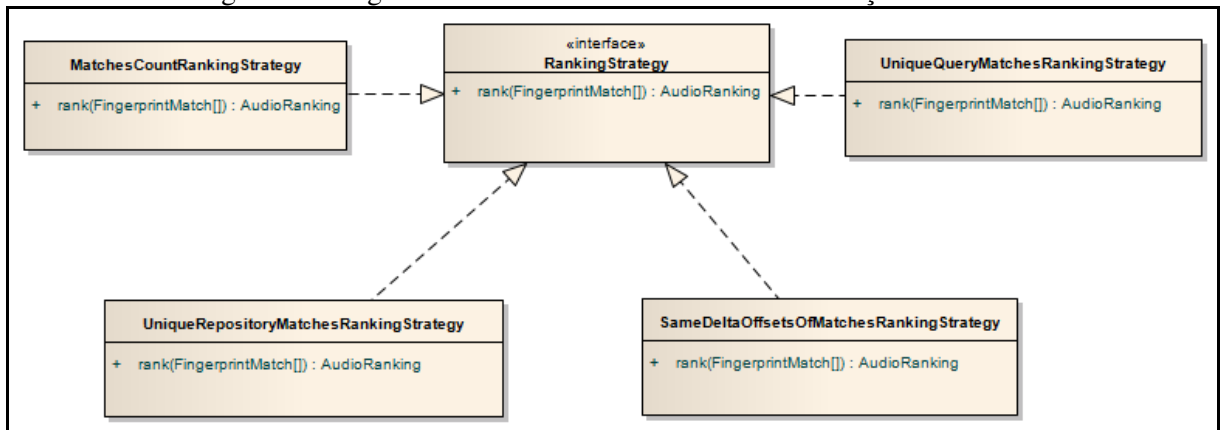 «interface»
RankingStrategy
+ rank(FingerprintMatch[]) : AudioRanking
MatchesCountRankingStrategy
+ rank(FingerprintMatch[]) : AudioRanking
UniqueQueryMatchesRankingStrategy
+ rank(FingerprintMatch[]) : AudioRanking
UniqueRepositoryMatchesRankingStrategy
+ rank(FingerprintMatch[]) : AudioRanking
SameDeltaOffsetsOfMatchesRankingStrategy
+ rank(FingerprintMatch[]) : AudioRanking